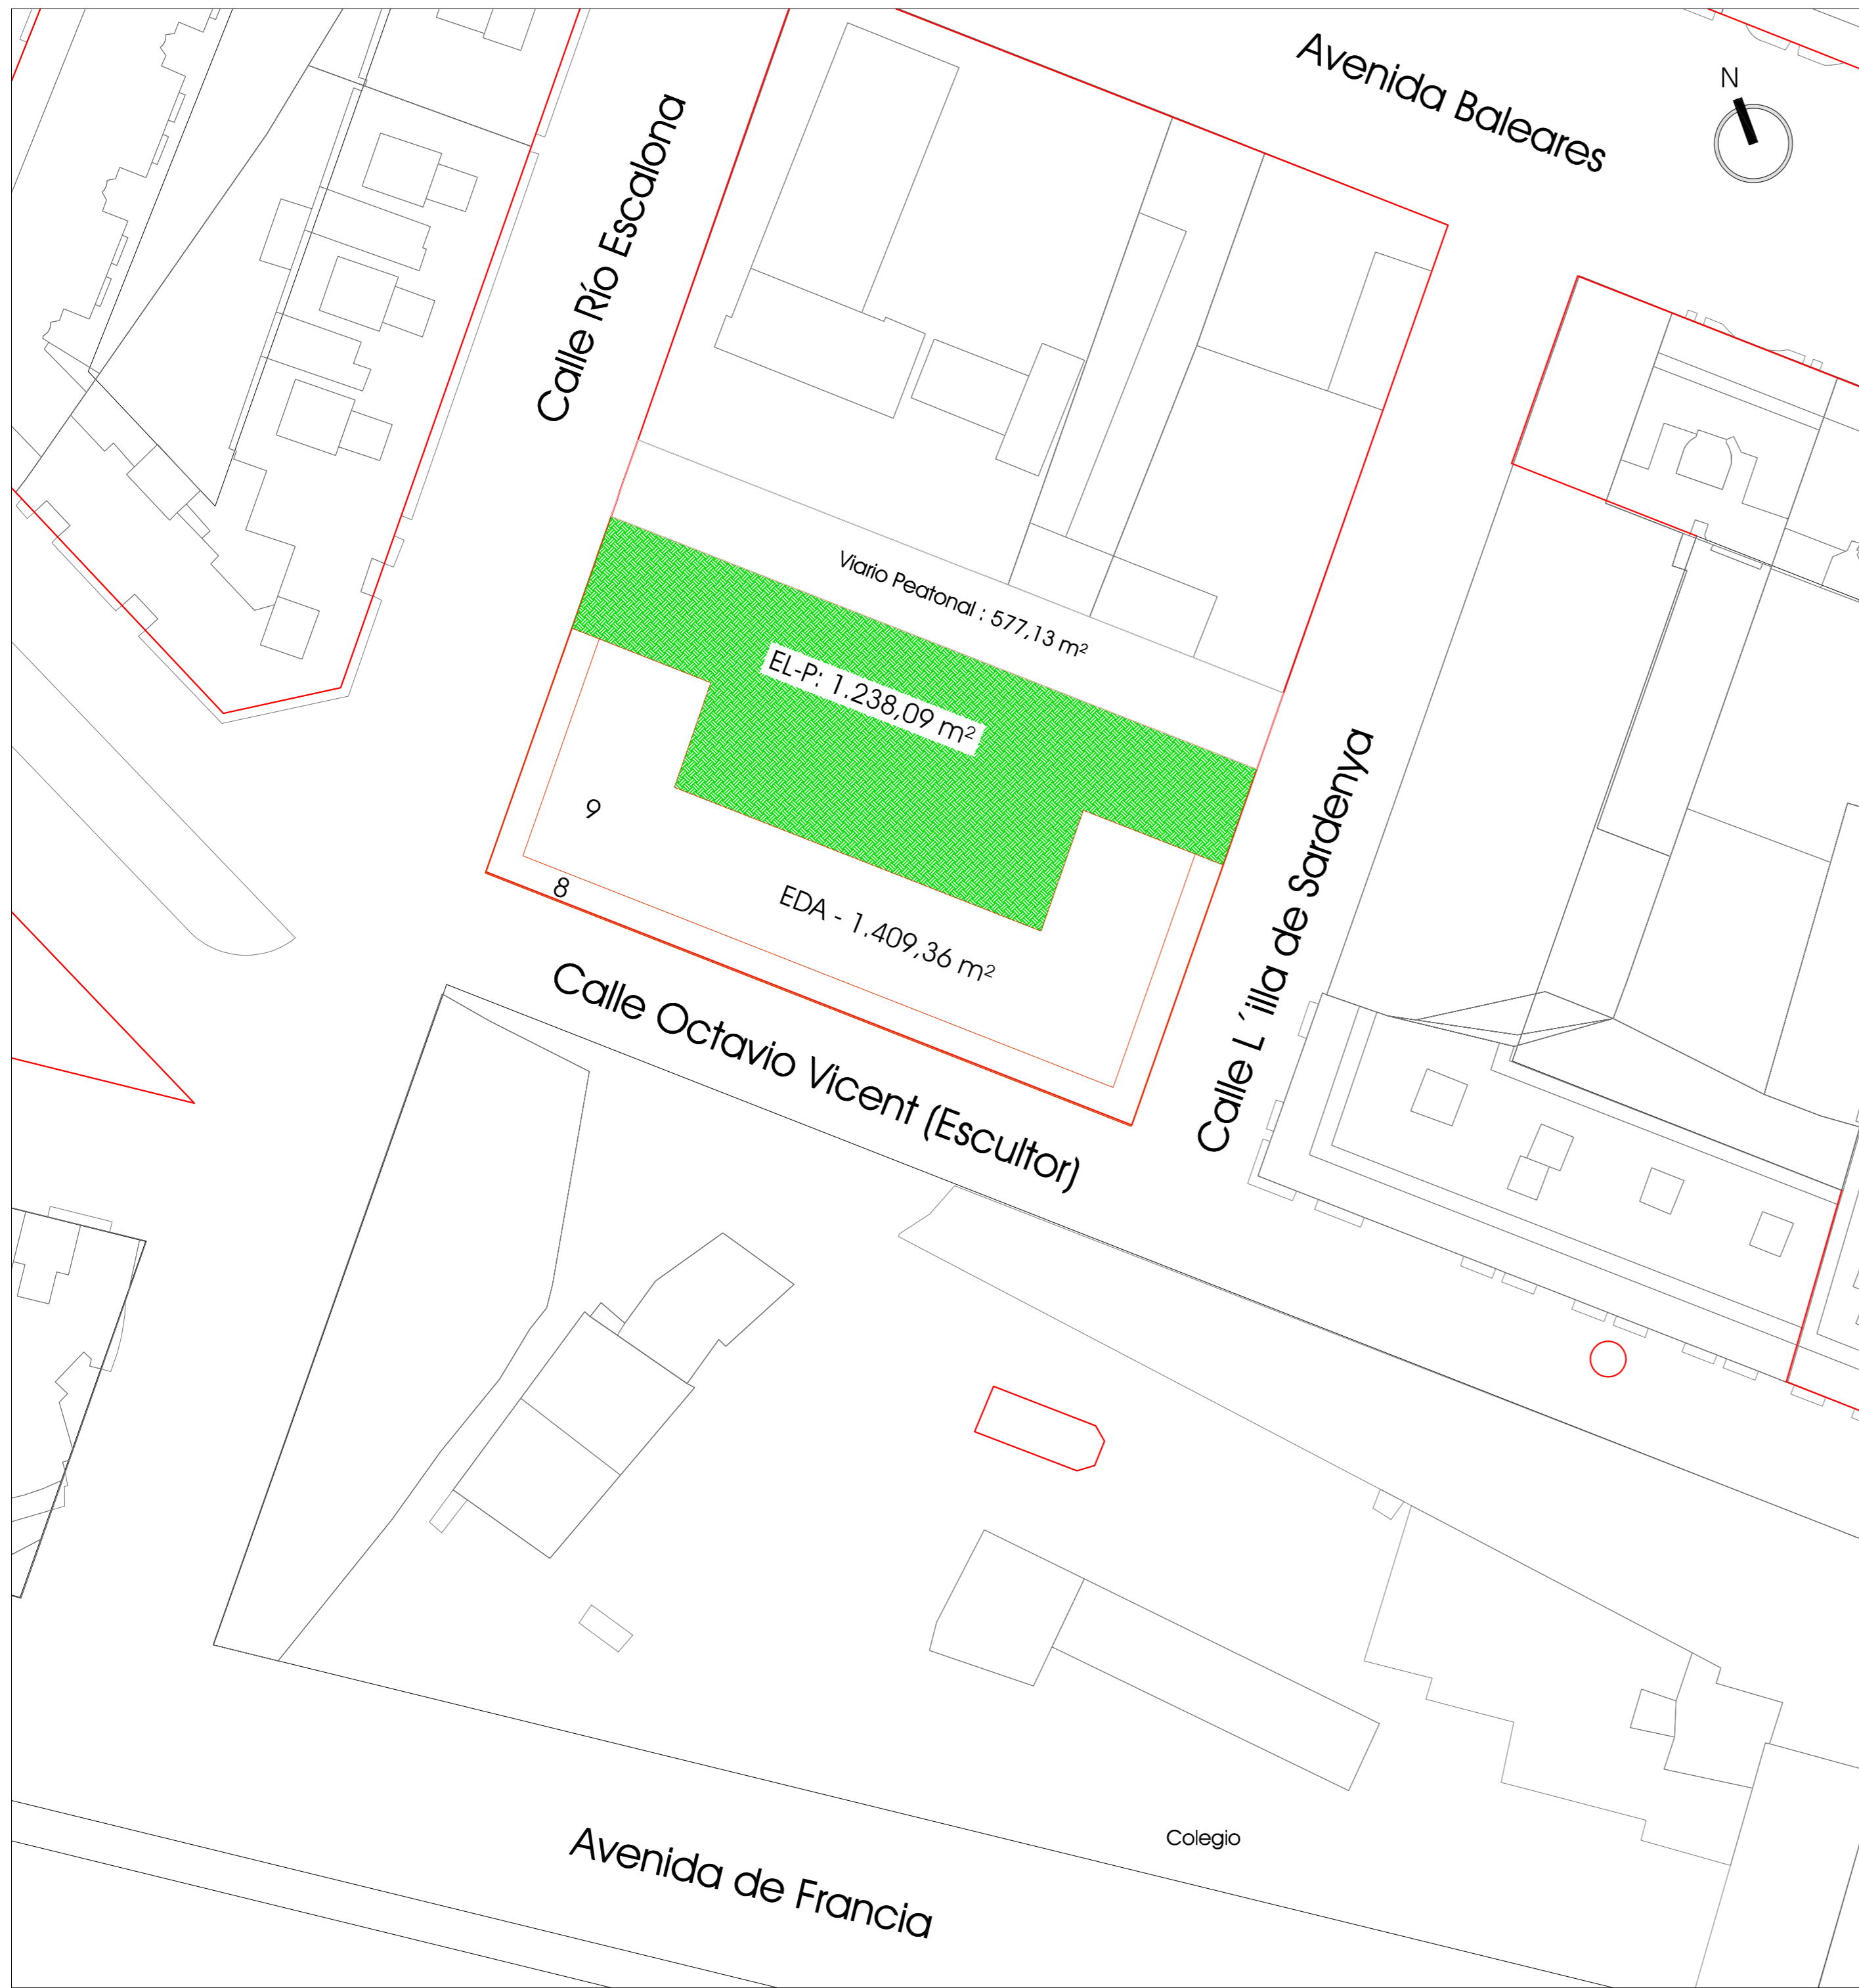 Avenida Baleares
N
Calle Río Escalona
Viario Peatonal : 577,13 m²
EL-P: 1.238,09 m²
9
8
EDA - 1.409,36 m²
Calle L´illa de Sardenya
Calle Octavio Vicent (Escultor)
Colegio
Avenida de Francia